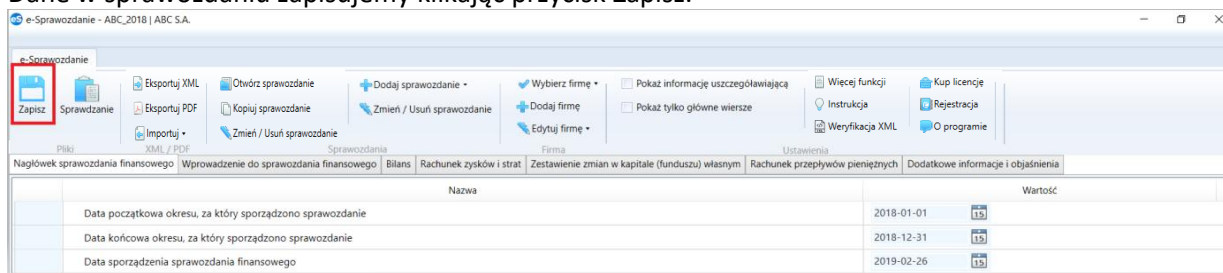 Dane w sprawozdaniu zapisujemy klikając przycisk Zapisz.
e-Sprawozdanie - ABC_2018 | ABC S.A.
e-Sprawozdanie
Zapisz Sprawdzanie Eksportuj XML Otwórz sprawozdanie Dodaj sprawozdanie Wybierz firmę Pokaż informację uszczegóławiającą Więcej funkcji Kup licencję
Eksportuj PDF Kopiuj sprawozdanie Zmień / Usuń sprawozdanie Dodaj firmę Pokaż tylko główne wiersze Instrukcja Rejestracja
Importuj Zmień / Usuń sprawozdanie Edytuj firmę Weryfikacja XML O programie
Pliki XML / PDF Sprawozdania Firma Ustawienia
Nagłówek sprawozdania finansowego Wprowadzenie do sprawozdania finansowego Bilans Rachunek zysków i strat Zestawienie zmian w kapitale (funduszu) własnym Rachunek przepływów pieniężnych Dodatkowe informacje i objaśnienia
Nazwa Wartość
Data początkowa okresu, za który sporządzono sprawozdanie 2018-01-01 15
Data końcowa okresu, za który sporządzono sprawozdanie 2018-12-31 15
Data sporządzenia sprawozdania finansowego 2019-02-26 15